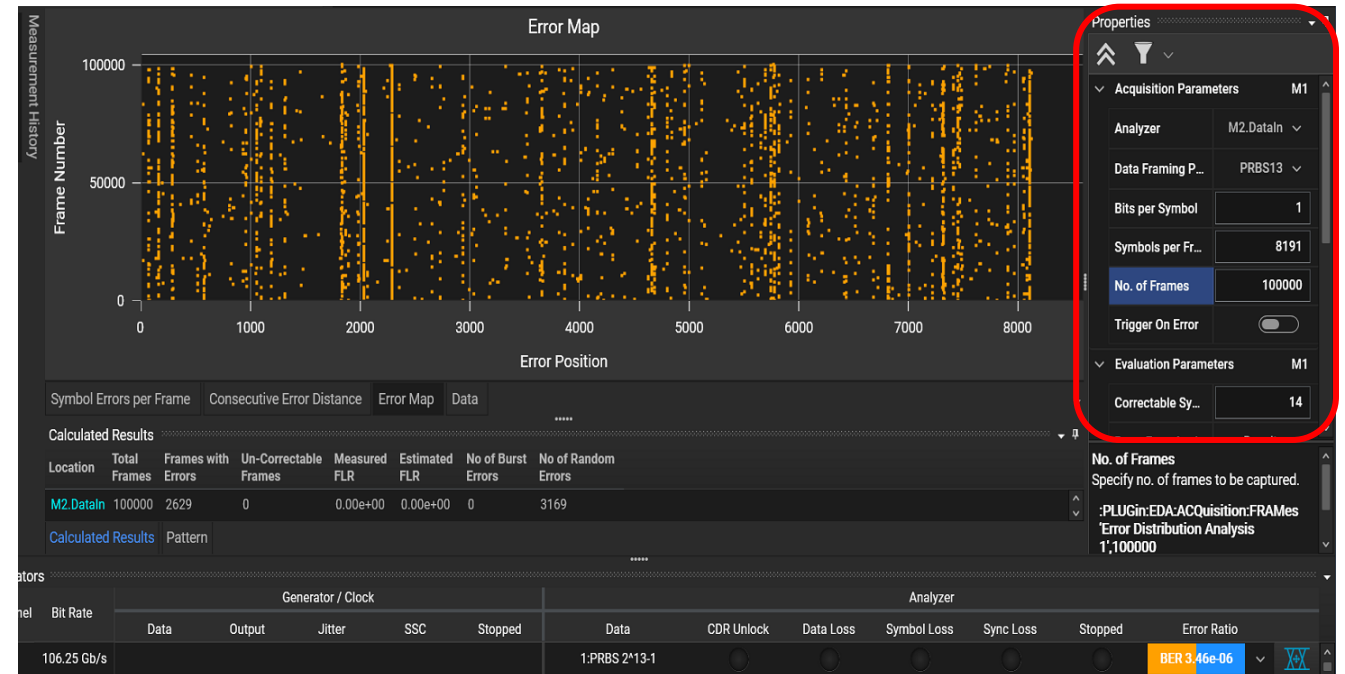 Measurement History
Error Map
Frame Number
100000
50000
0
0 1000 2000 3000 4000 5000 6000 7000 8000
Error Position
Symbol Errors per Frame Consecutive Error Distance Error Map Data
Calculated Results
Location Total Frames Frames with Errors Un-Correctable Frames Measured FLR Estimated FLR No of Burst Errors No of Random Errors
M2.DataIn 100000 2629 0 0.00e+00 0.00e+00 0 3169
Calculated Results Pattern
Properties
Acquisition Parameters M1
Analyzer M2.DataIn
Data Framing P... PRBS13
Bits per Symbol 1
Symbols per Fr... 8191
No. of Frames 100000
Trigger On Error
Evaluation Parameters M1
Correctable Sy... 14
No. of Frames
Specify no. of frames to be captured.
:PLUGin:EDA:ACQuisition:FRAMes
'Error Distribution Analysis
1',100000
ators
Generator / Clock Analyzer
nel Bit Rate Data Output Jitter SSC Stopped Data CDR Unlock Data Loss Symbol Loss Sync Loss Stopped Error Ratio
106.25 Gb/s 1:PRBS 2^13-1 BER 3.46e-06